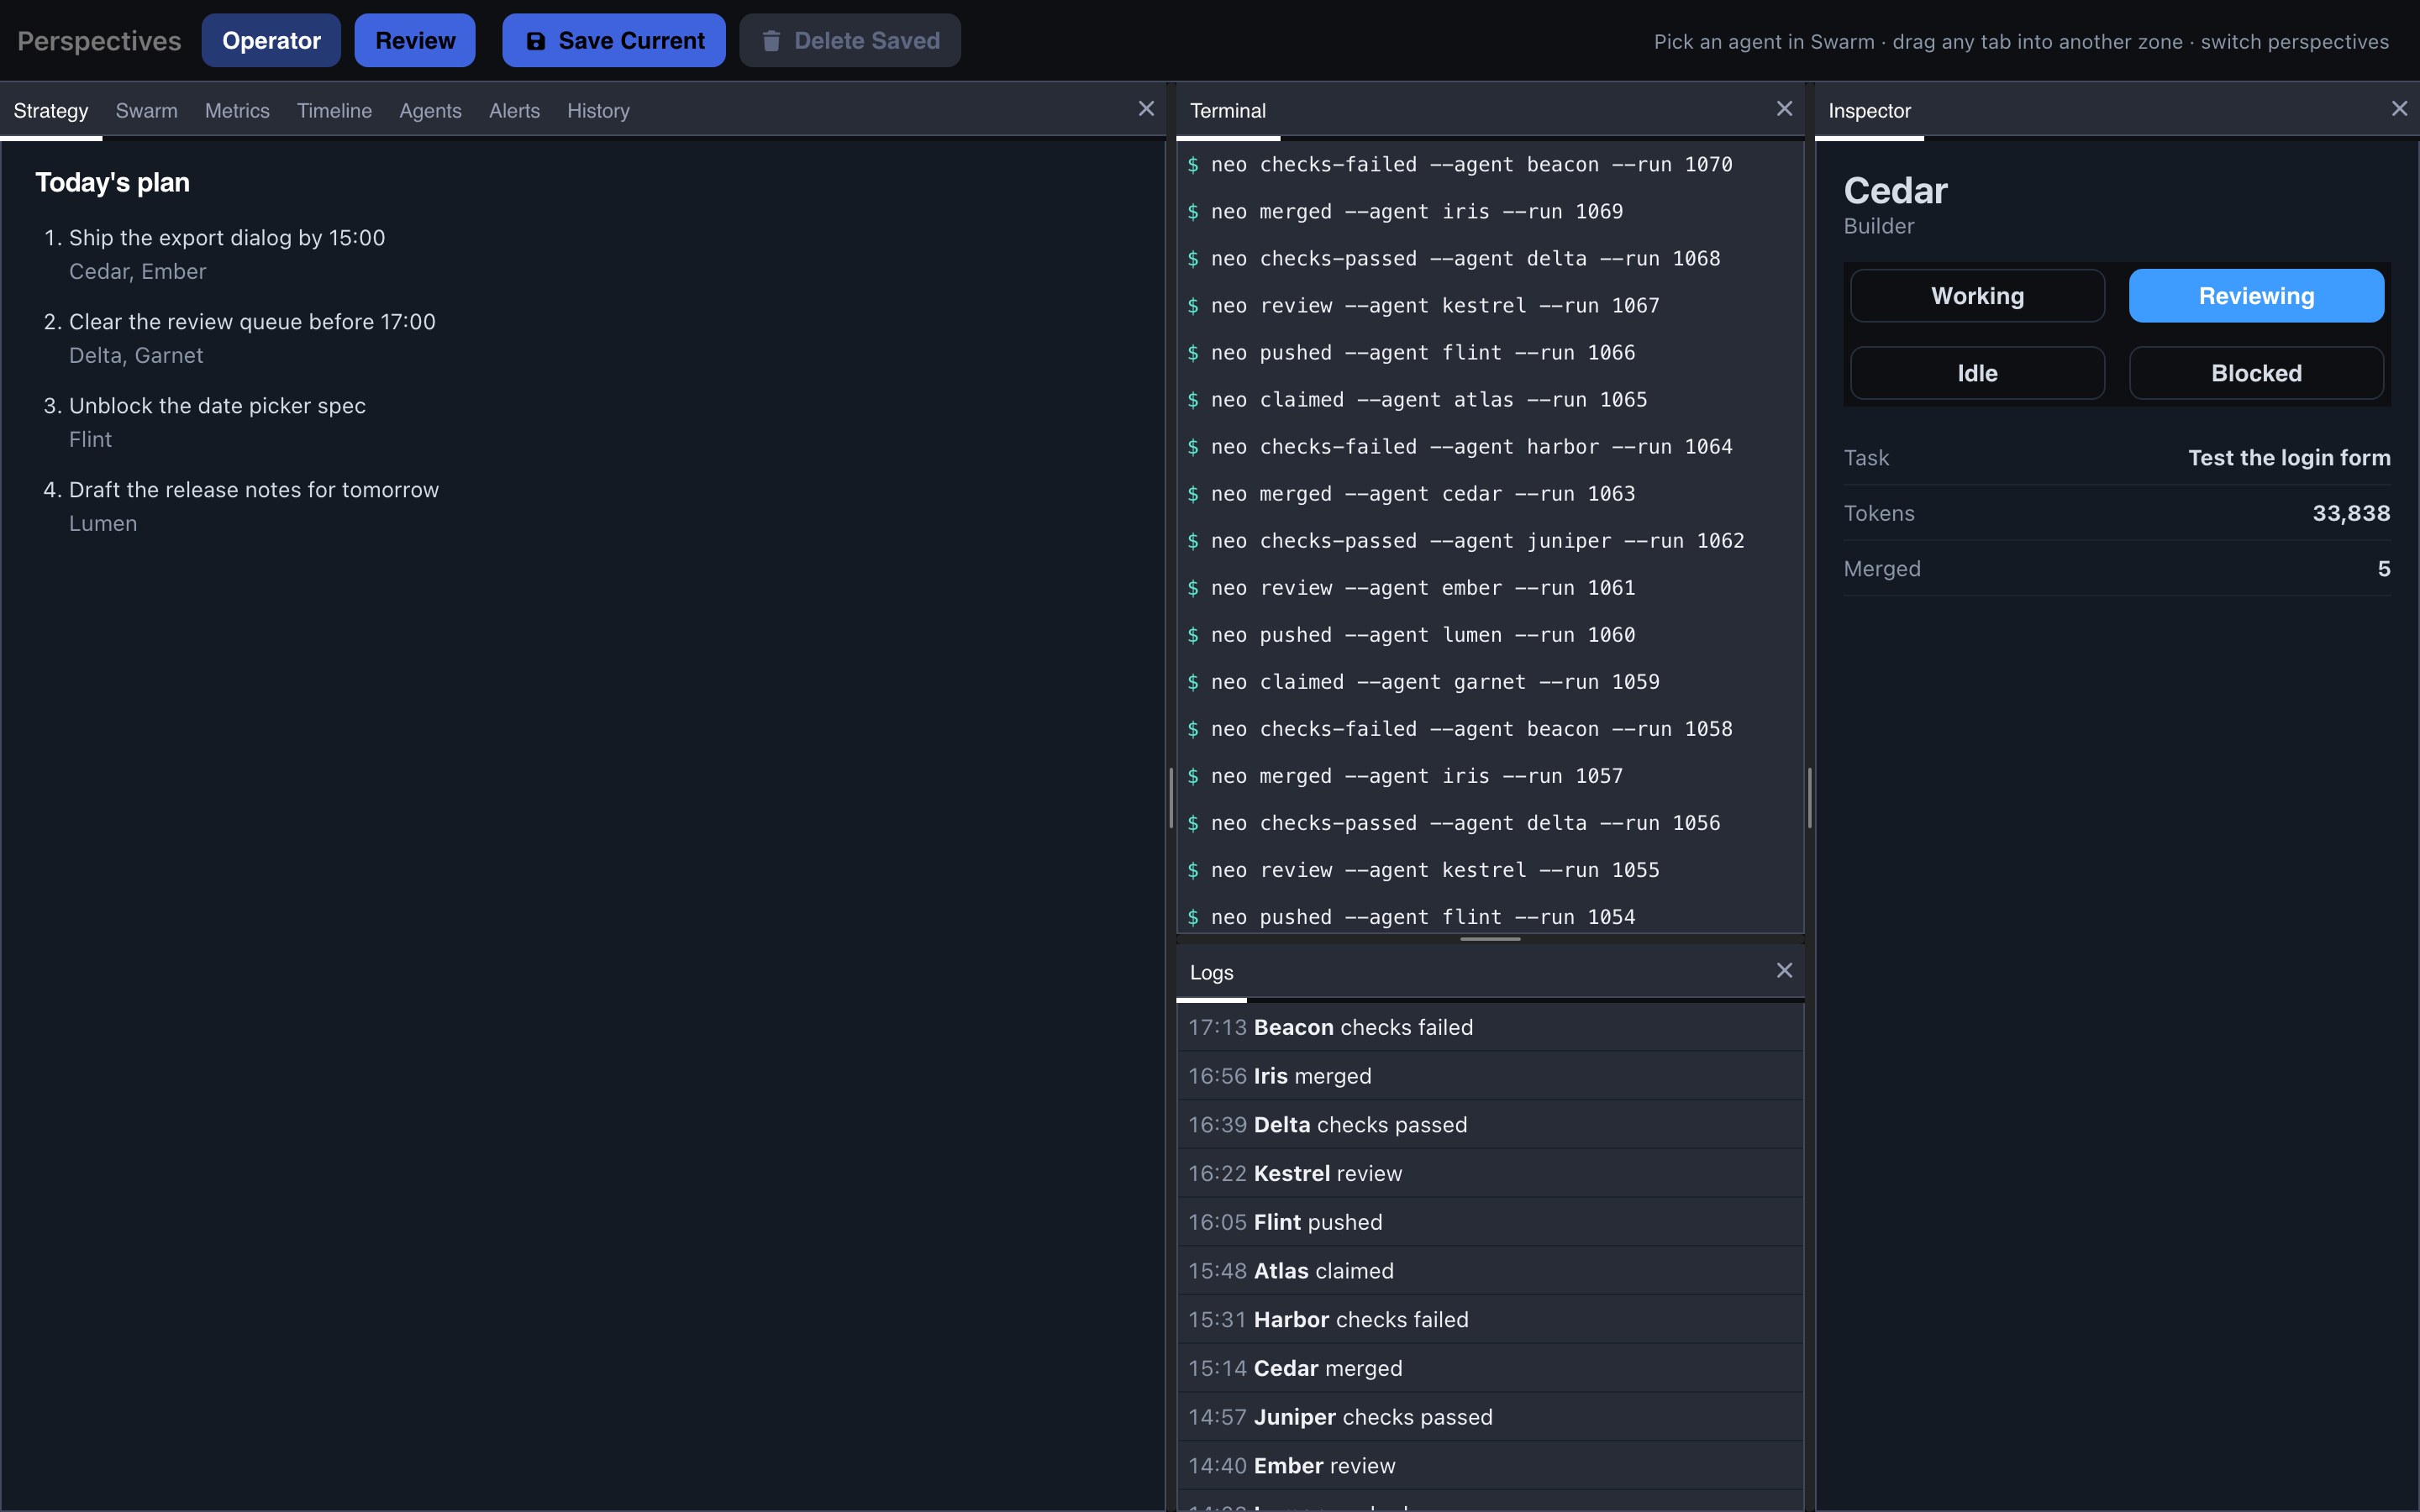 Perspectives Operator Review Save Current Delete Saved Pick an agent in Swarm · drag any tab into another zone · switch perspectives
Strategy Swarm Metrics Timeline Agents Alerts History
Today's plan
1. Ship the export dialog by 15:00
Cedar, Ember
2. Clear the review queue before 17:00
Delta, Garnet
3. Unblock the date picker spec
Flint
4. Draft the release notes for tomorrow
Lumen
Terminal
$ neo checks-failed --agent beacon --run 1070
$ neo merged --agent iris --run 1069
$ neo checks-passed --agent delta --run 1068
$ neo review --agent kestrel --run 1067
$ neo pushed --agent flint --run 1066
$ neo claimed --agent atlas --run 1065
$ neo checks-failed --agent harbor --run 1064
$ neo merged --agent cedar --run 1063
$ neo checks-passed --agent juniper --run 1062
$ neo review --agent ember --run 1061
$ neo pushed --agent lumen --run 1060
$ neo claimed --agent garnet --run 1059
$ neo checks-failed --agent beacon --run 1058
$ neo merged --agent iris --run 1057
$ neo checks-passed --agent delta --run 1056
$ neo review --agent kestrel --run 1055
$ neo pushed --agent flint --run 1054
Logs
17:13 Beacon checks failed
16:56 Iris merged
16:39 Delta checks passed
16:22 Kestrel review
16:05 Flint pushed
15:48 Atlas claimed
15:31 Harbor checks failed
15:14 Cedar merged
14:57 Juniper checks passed
14:40 Ember review
Inspector
Cedar
Builder
Working Reviewing
Idle Blocked
Task Test the login form
Tokens 33,838
Merged 5